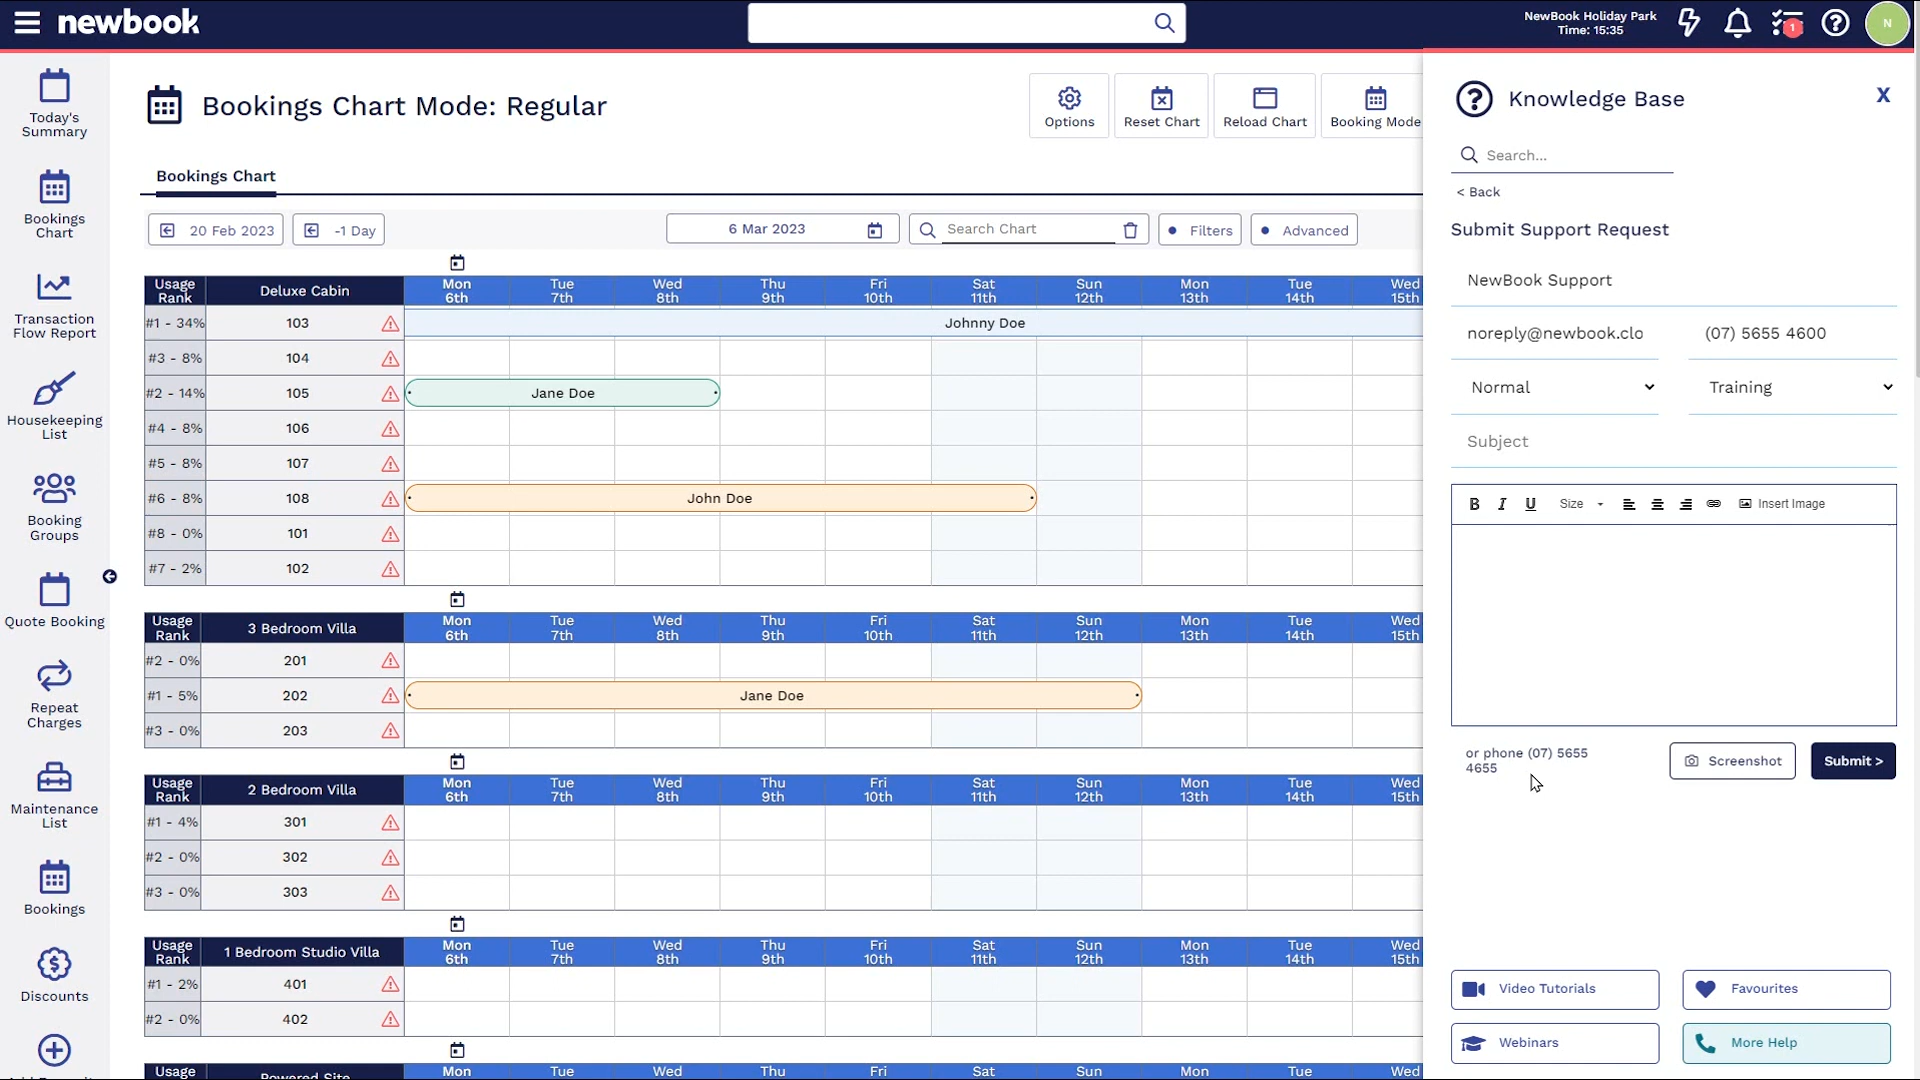 newbook
NewBook Holiday Park
Time: 15:35
1
N
Today's
Summary
Bookings
Chart
Transaction
Flow Report
Housekeeping
List
Booking
Groups
Quote Booking
Repeat
Charges
Maintenance
List
Bookings
Discounts
Bookings Chart Mode: Regular
Options
Reset Chart
Reload Chart
Booking Mode
Bookings Chart
20 Feb 2023
-1 Day
6 Mar 2023
Search Chart
Filters
Advanced
Usage Rank Deluxe Cabin Mon 6th Tue 7th Wed 8th Thu 9th Fri 10th Sat 11th Sun 12th Mon 13th Tue 14th Wed 15th
#1 - 34% 103 Johnny Doe
#3 - 8% 104
#2 - 14% 105 Jane Doe
#4 - 8% 106
#5 - 8% 107
#6 - 8% 108 John Doe
#8 - 0% 101
#7 - 2% 102
Usage Rank 3 Bedroom Villa Mon 6th Tue 7th Wed 8th Thu 9th Fri 10th Sat 11th Sun 12th Mon 13th Tue 14th Wed 15th
#2 - 0% 201
#1 - 5% 202 Jane Doe
#3 - 0% 203
Usage Rank 2 Bedroom Villa Mon 6th Tue 7th Wed 8th Thu 9th Fri 10th Sat 11th Sun 12th Mon 13th Tue 14th Wed 15th
#1 - 4% 301
#2 - 0% 302
#3 - 0% 303
Usage Rank 1 Bedroom Studio Villa Mon 6th Tue 7th Wed 8th Thu 9th Fri 10th Sat 11th Sun 12th Mon 13th Tue 14th Wed 15th
#1 - 2% 401
#2 - 0% 402
Usage Powered Site Mon Tue Wed Thu Fri Sat Sun Mon Tue Wed
Knowledge Base
X
Search...
< Back
Submit Support Request
NewBook Support
noreply@newbook.clo
(07) 5655 4600
Normal
Training
Subject
B I U Size Insert Image
or phone (07) 5655
4655
Screenshot
Submit >
Video Tutorials
Favourites
Webinars
More Help